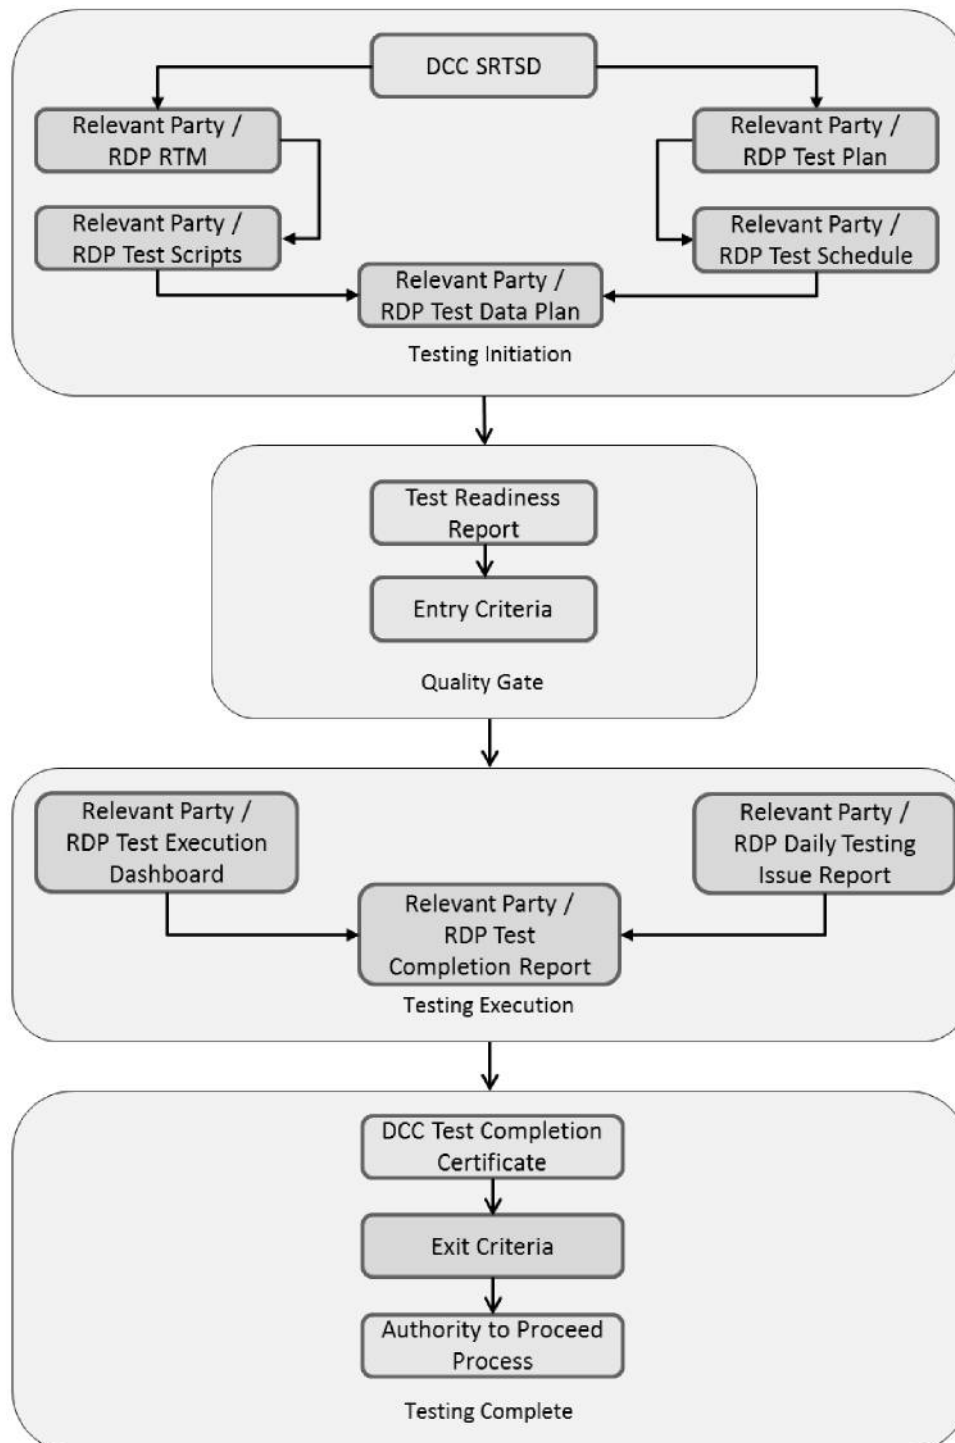 DCC SRTSD
Relevant Party /
RDP RTM
Relevant Party /
RDP Test Plan
Relevant Party /
RDP Test Scripts
Relevant Party /
RDP Test Schedule
Relevant Party /
RDP Test Data Plan
Testing Initiation
Test Readiness
Report
Entry Criteria
Quality Gate
Relevant Party /
RDP Test Execution
Dashboard
Relevant Party /
RDP Daily Testing
Issue Report
Relevant Party /
RDP Test
Completion Report
Testing Execution
DCC Test Completion
Certificate
Exit Criteria
Authority to Proceed
Process
Testing Complete